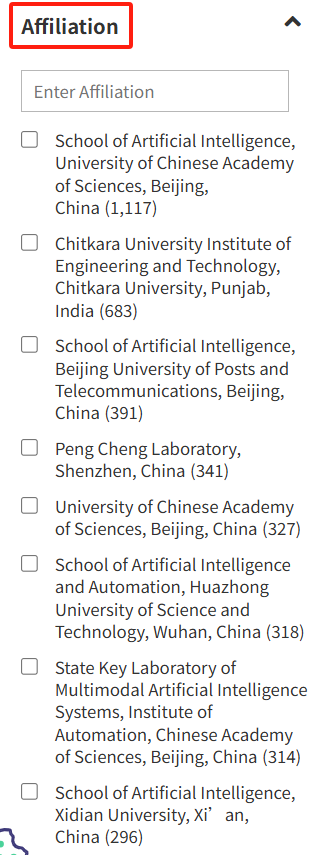 Affiliation
Enter Affiliation
School of Artificial Intelligence,
University of Chinese Academy
of Sciences, Beijing,
China (1,117)
Chitkara University Institute of
Engineering and Technology,
Chitkara University, Punjab,
India (683)
School of Artificial Intelligence,
Beijing University of Posts and
Telecommunications, Beijing,
China (391)
Peng Cheng Laboratory,
Shenzhen, China (341)
University of Chinese Academy
of Sciences, Beijing, China (327)
School of Artificial Intelligence
and Automation, Huazhong
University of Science and
Technology, Wuhan, China (318)
State Key Laboratory of
Multimodal Artificial Intelligence
Systems, Institute of
Automation, Chinese Academy
of Sciences, Beijing, China (314)
School of Artificial Intelligence,
Xidian University, Xi’an,
China (296)